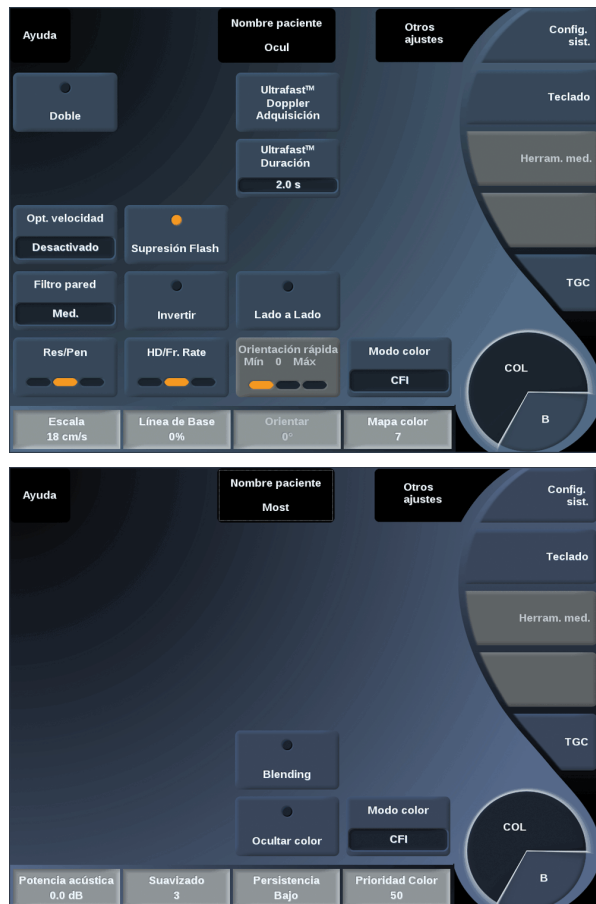 Ayuda
Nombre paciente
Ocul
Otros
ajustes
Config.
sist.
Doble
Ultrafast™
Doppler
Adquisición
Teclado
Ultrafast™
Duración
2.0 s
Herram. med.
Opt. velocidad
Desactivado
Supresión Flash
Filtro pared
Med.
Invertir
Lado a Lado
TGC
Res/Pen
HD/Fr. Rate
Orientación rápida
Mín 0 Máx
Modo color
CFI
COL
B
Escala
18 cm/s
Línea de Base
0%
Orientar
0°
Mapa color
7
Ayuda
Nombre paciente
Most
Otros
ajustes
Config.
sist.
Teclado
Herram. med.
TGC
Blending
Ocultar color
Modo color
CFI
COL
B
Potencia acústica
0.0 dB
Suavizado
3
Persistencia
Bajo
Prioridad Color
50